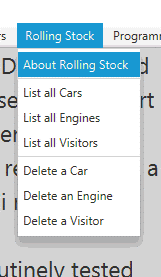 Rolling Stock
About Rolling Stock
List all Cars
List all Engines
List all Visitors
Delete a Car
Delete an Engine
Delete a Visitor
tested